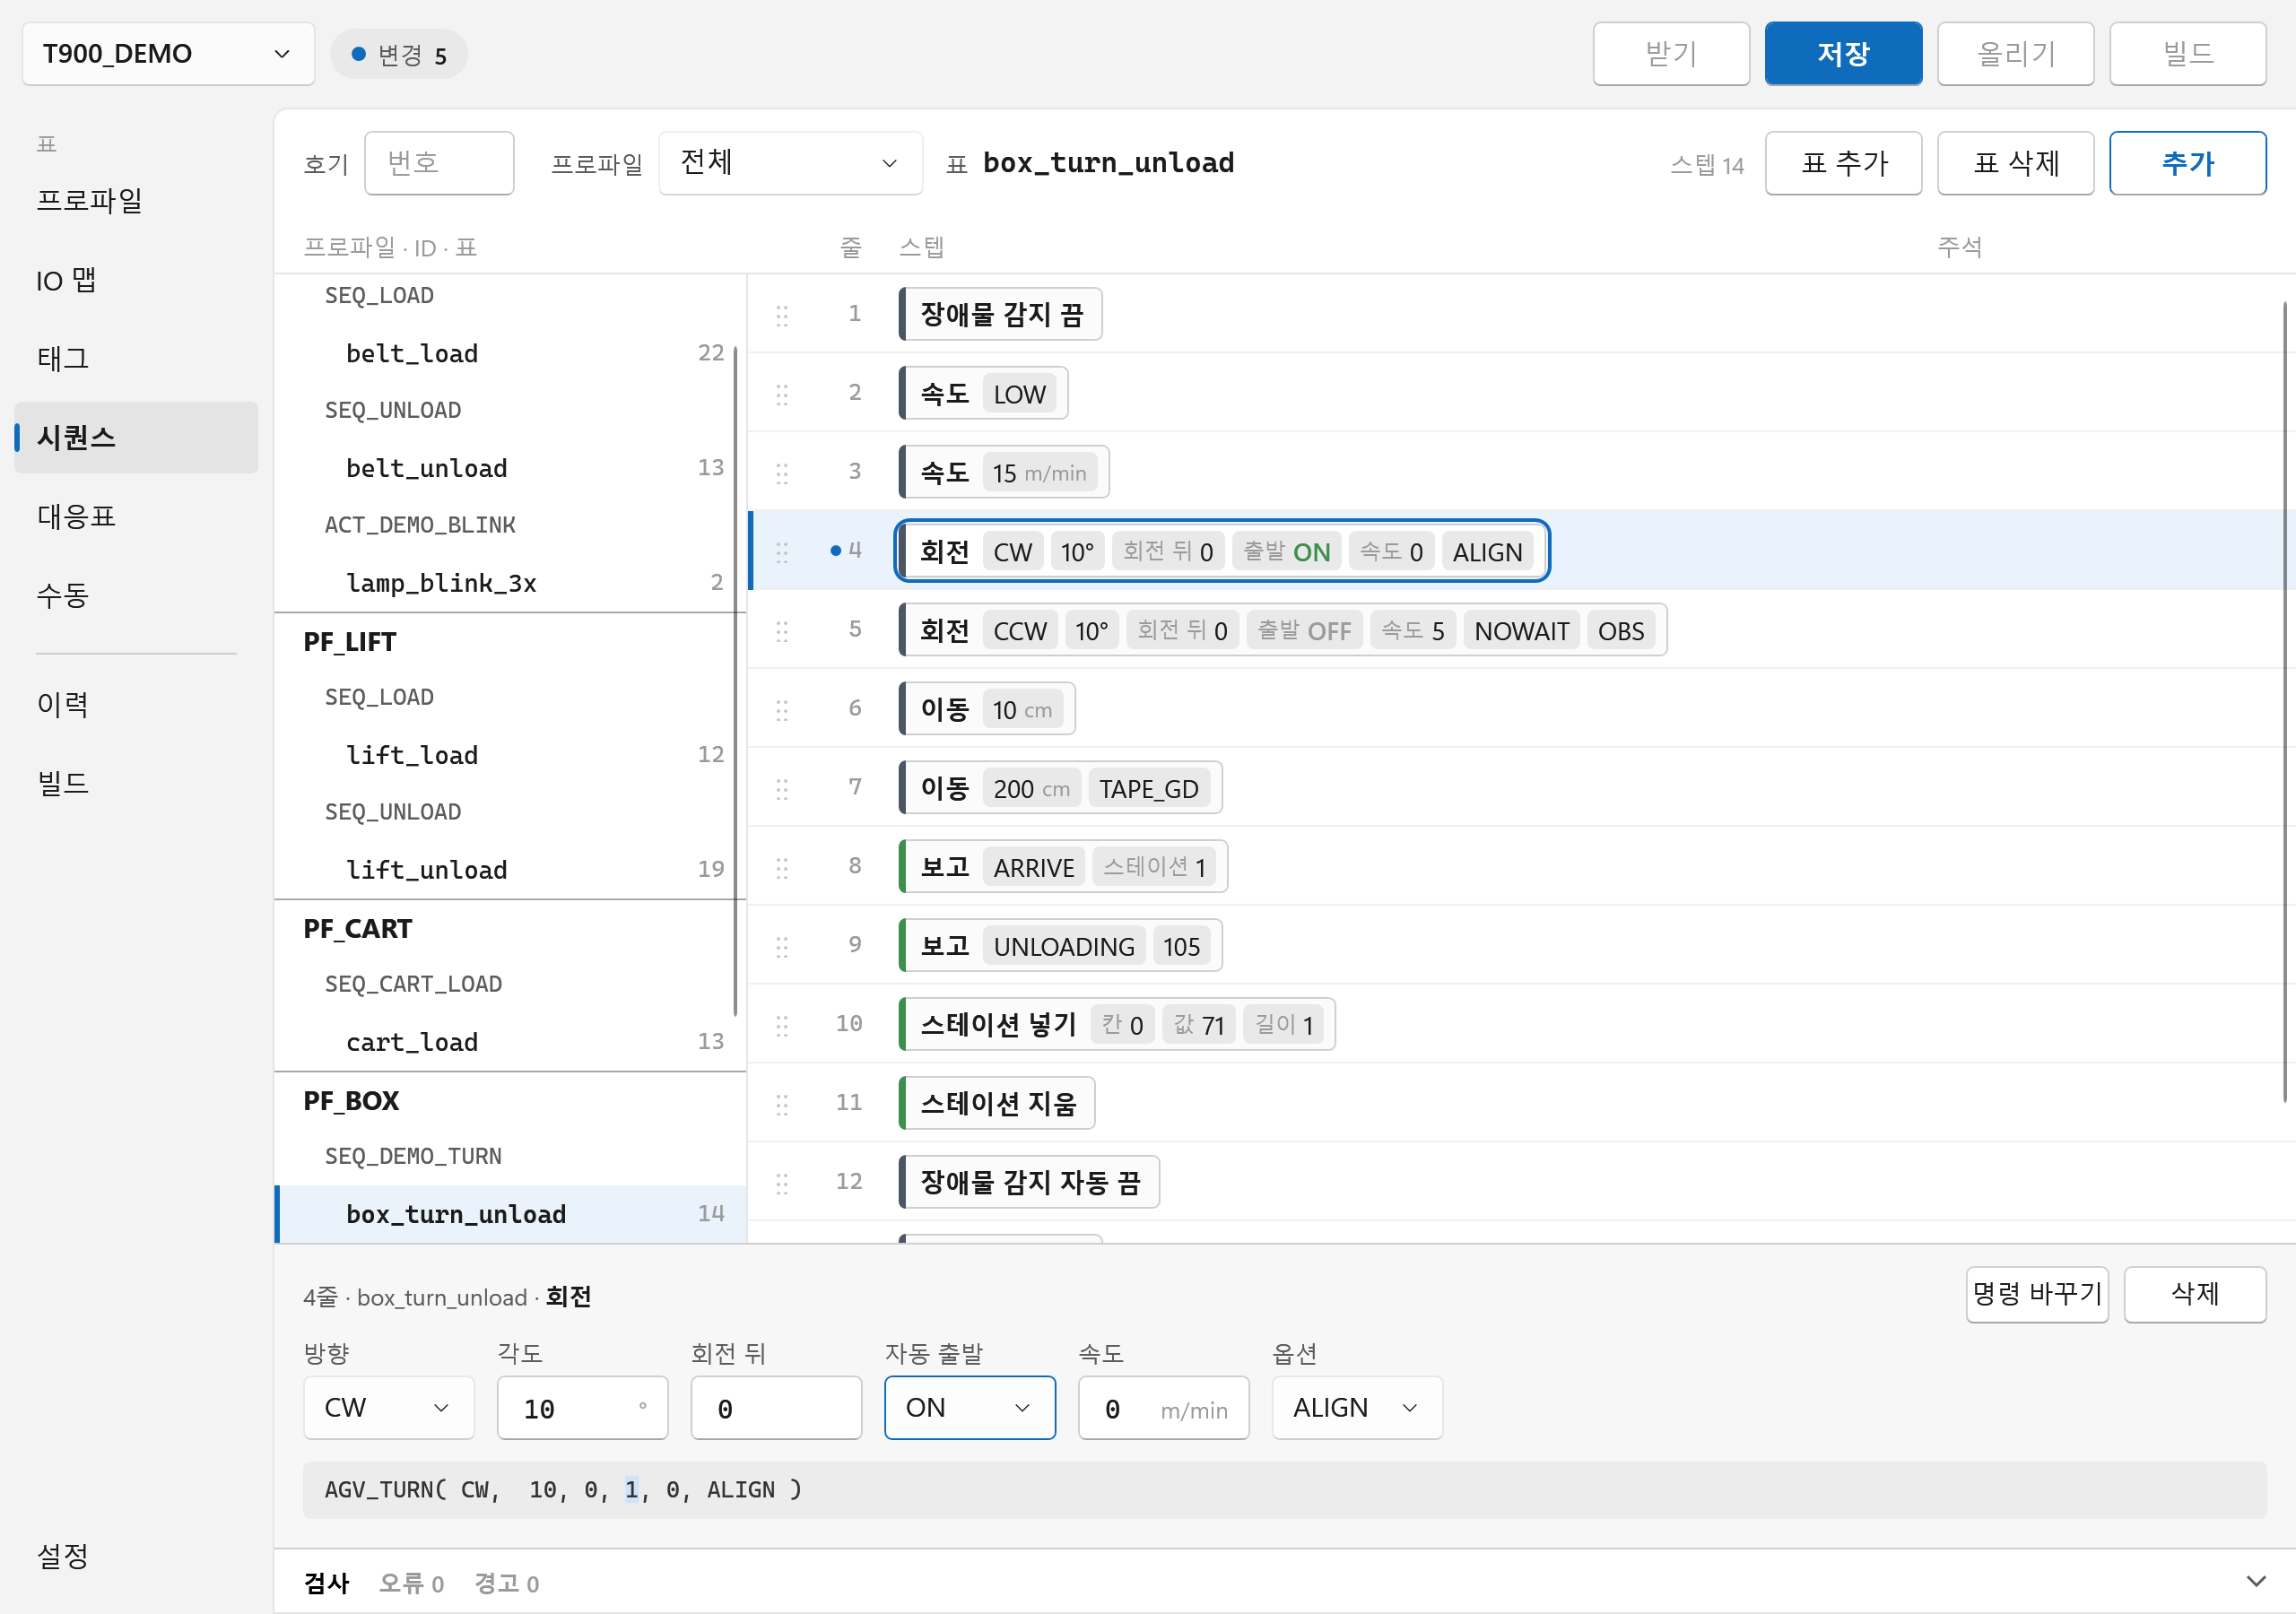 T900_DEMO 변경 5 받기 저장 올리기 빌드
표
프로파일
IO 맵
태그
시퀀스
대응표
수동
이력
빌드
설정
호기 번호 프로파일 전체 표 box_turn_unload 스텝 14 표 추가 표 삭제 추가
프로파일 · ID · 표 줄 스텝 주석
SEQ_LOAD
belt_load 22
SEQ_UNLOAD
belt_unload 13
ACT_DEMO_BLINK
lamp_blink_3x 2
PF_LIFT
SEQ_LOAD
lift_load 12
SEQ_UNLOAD
lift_unload 19
PF_CART
SEQ_CART_LOAD
cart_load 13
PF_BOX
SEQ_DEMO_TURN
box_turn_unload 14
1 장애물 감지 끔
2 속도 LOW
3 속도 15 m/min
4 회전 CW 10° 회전 뒤 0 출발 ON 속도 0 ALIGN
5 회전 CCW 10° 회전 뒤 0 출발 OFF 속도 5 NOWAIT OBS
6 이동 10 cm
7 이동 200 cm TAPE_GD
8 보고 ARRIVE 스테이션 1
9 보고 UNLOADING 105
10 스테이션 넣기 칸 0 값 71 길이 1
11 스테이션 지움
12 장애물 감지 자동 끔
4줄 · box_turn_unload · 회전 명령 바꾸기 삭제
방향 각도 회전 뒤 자동 출발 속도 옵션
CW 10 ° 0 ON 0 m/min ALIGN
AGV_TURN( CW,  10, 0, 1, 0, ALIGN )
검사 오류 0 경고 0